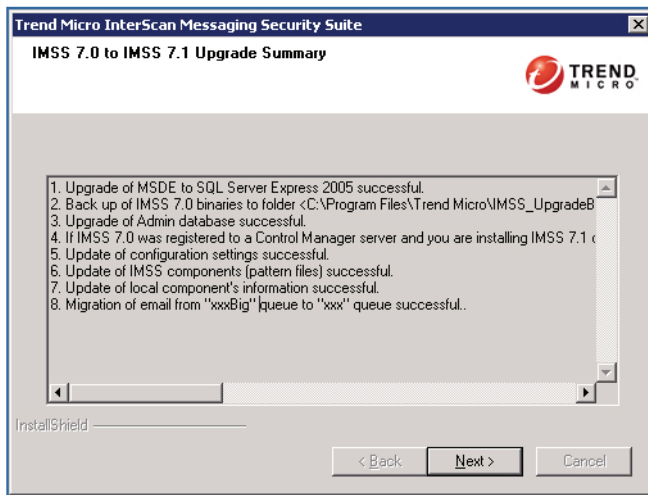 Trend Micro InterScan Messaging Security Suite
IMSS 7.0 to IMSS 7.1 Upgrade Summary
TREND
MICRO
1. Upgrade of MSDE to SQL Server Express 2005 successful.
2. Back up of IMSS 7.0 binaries to folder <C:\Program Files\Trend Micro\IMSS_UpgradeB
3. Upgrade of Admin database successful.
4. If IMSS 7.0 was registered to a Control Manager server and you are installing IMSS 7.1
5. Update of configuration settings successful.
6. Update of IMSS components (pattern files) successful.
7. Update of local component's information successful.
8. Migration of email from "xxxBig" queue to "xxx" queue successful..
InstallShield
< Back
Next >
Cancel